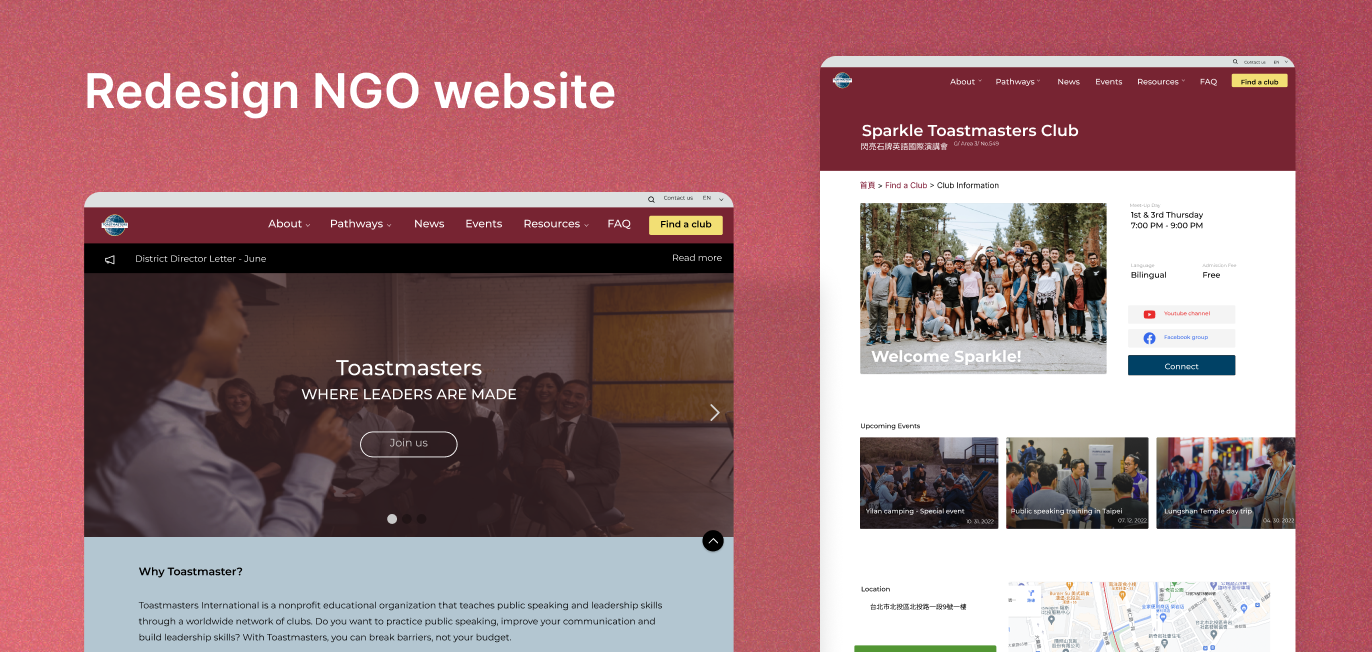 Redesign NGO website
Contact us EN
TOASTMASTERS
About Pathways News Events Resources FAQ Find a club
District Director Letter - June Read more
Toastmasters
WHERE LEADERS ARE MADE
Join us
Why Toastmaster?
Toastmasters International is a nonprofit educational organization that teaches public speaking and leadership skills
through a worldwide network of clubs. Do you want to practice public speaking, improve your communication and
build leadership skills? With Toastmasters, you can break barriers, not your budget.
Contact us EN
About Pathways News Events Resources FAQ Find a club
Sparkle Toastmasters Club
閃亮石牌英語國際演講會 G/ Area 3/ No.549
首頁 > Find a Club > Club Information
Welcome Sparkle!
Meet-up Day
1st & 3rd Thursday
7:00 PM - 9:00 PM
Language Admission Fee
Bilingual Free
Youtube channel
Facebook group
Connect
Upcoming Events
Yilan camping - Special event
10. 31. 2022
Public speaking training in Taipei
07. 12. 2022
Lungshan Temple day trip
04. 30. 2022
Location
台北市北投區北投路一段9號一樓